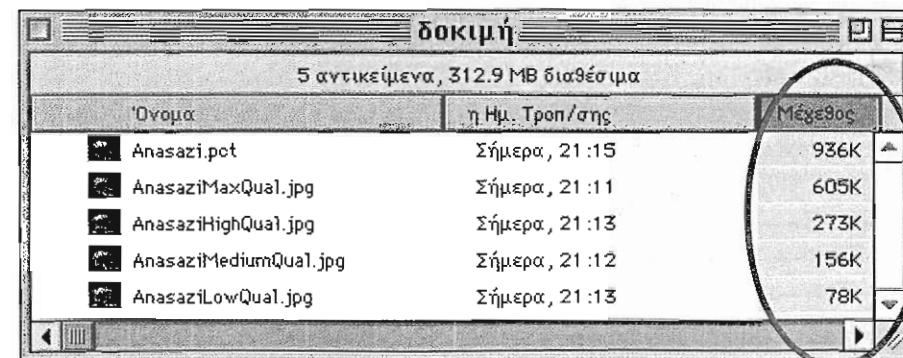 δοκιμή
5 αντικείμενα, 312.9 MB διαθέσιμα
Όνομα η Ημ. Τροπ/σης Μέγεθος
Anasazi.pct Σήμερα, 21:15 936K
AnasaziMaxQual.jpg Σήμερα, 21:11 605K
AnasaziHighQual.jpg Σήμερα, 21:13 273K
AnasaziMediumQual.jpg Σήμερα, 21:12 156K
AnasaziLowQual.jpg Σήμερα, 21:13 78K